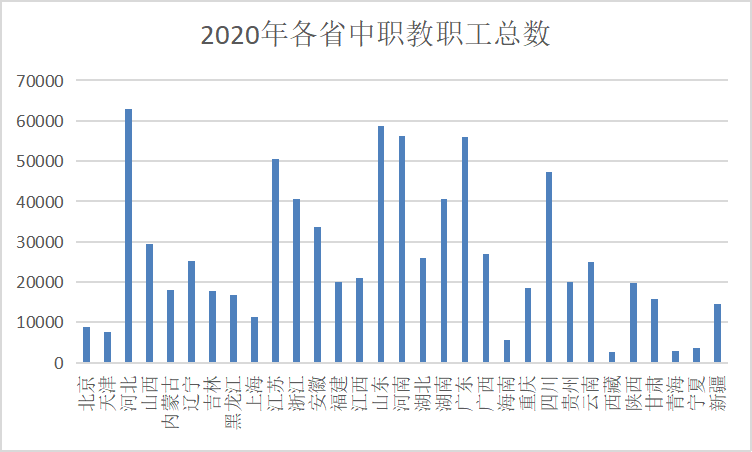 2020年各省中职教职工总数
70000
60000
50000
40000
30000
20000
10000
0
北京
天津
河北
山西
内蒙古
辽宁
吉林
黑龙江
上海
江苏
浙江
安徽
福建
江西
山东
河南
湖北
湖南
广东
广西
海南
重庆
四川
贵州
云南
西藏
陕西
甘肃
青海
宁夏
新疆